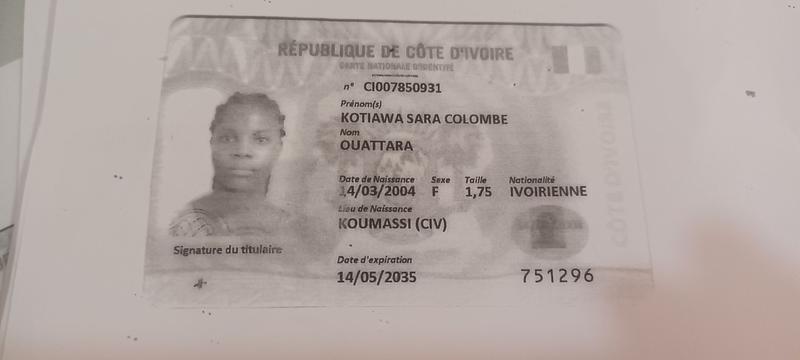 RÉPUBLIQUE DE CÔTE D'IVOIRE
CARTE NATIONALE D'IDENTITÉ
n° CI007850931
Prénom(s)
KOTIAWA SARA COLOMBE
Nom
OUATTARA
Date de Naissance Sexe Taille Nationalité
14/03/2004 F 1,75 IVOIRIENNE
Lieu de Naissance
KOUMASSI (CIV)
Signature du titulaire
Date d'expiration
14/05/2035
751296
CÔTE D'IVOIRE